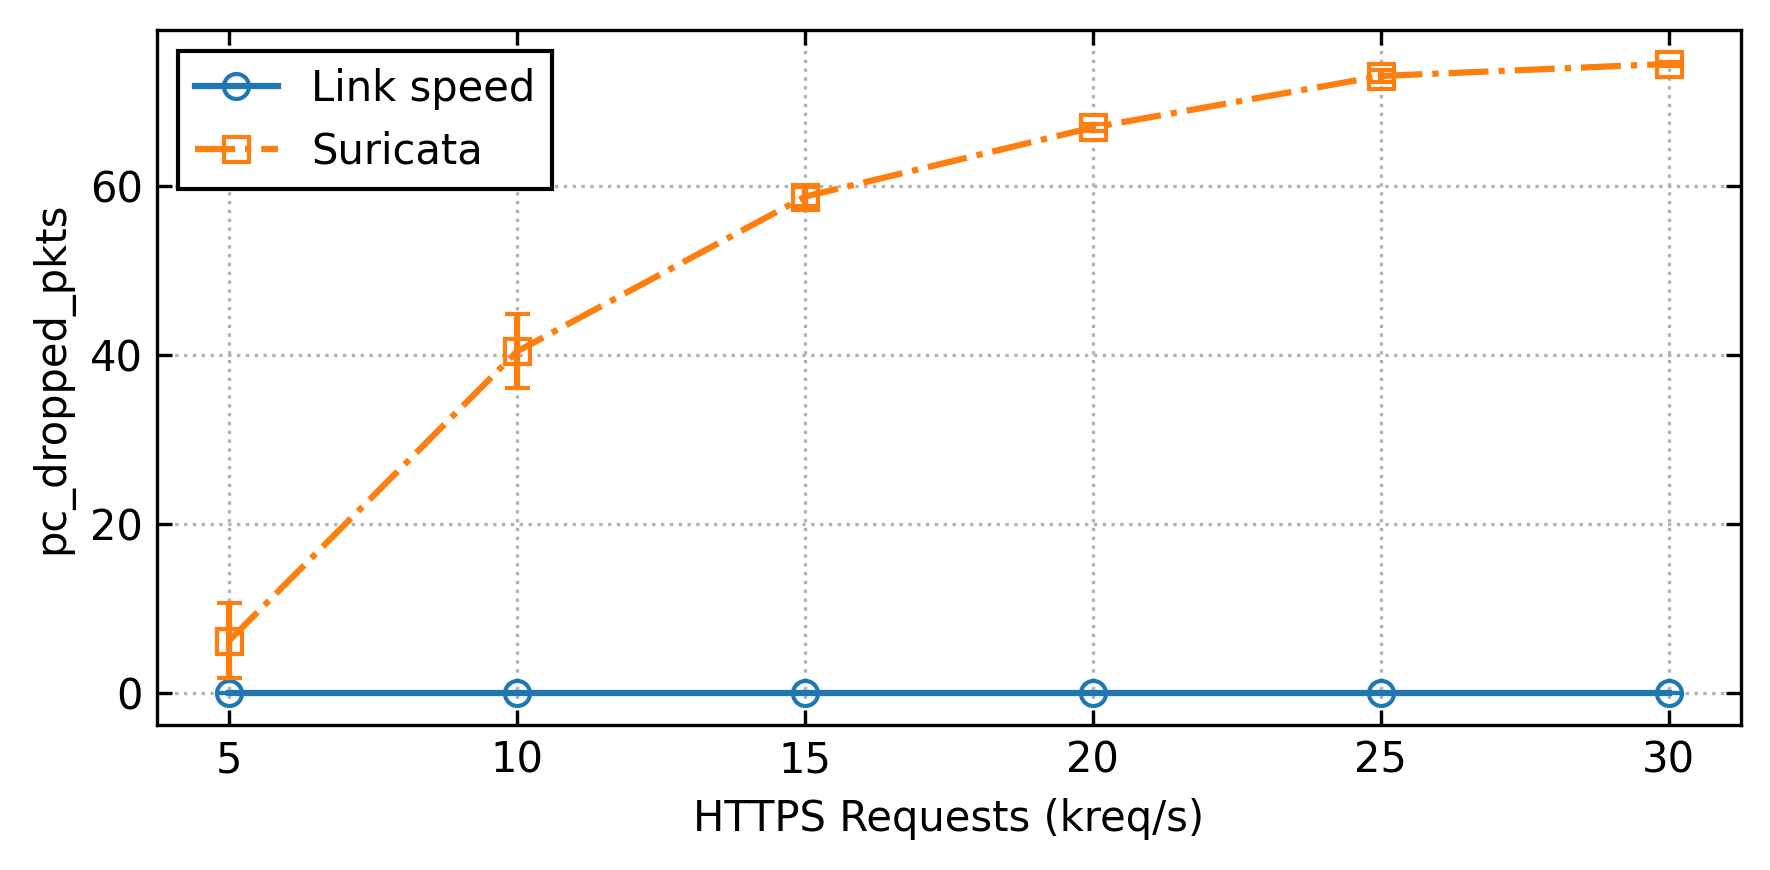 Link speed
Suricata
pc_dropped_pkts
60
40
20
0
5 10 15 20 25 30
HTTPS Requests (kreq/s)